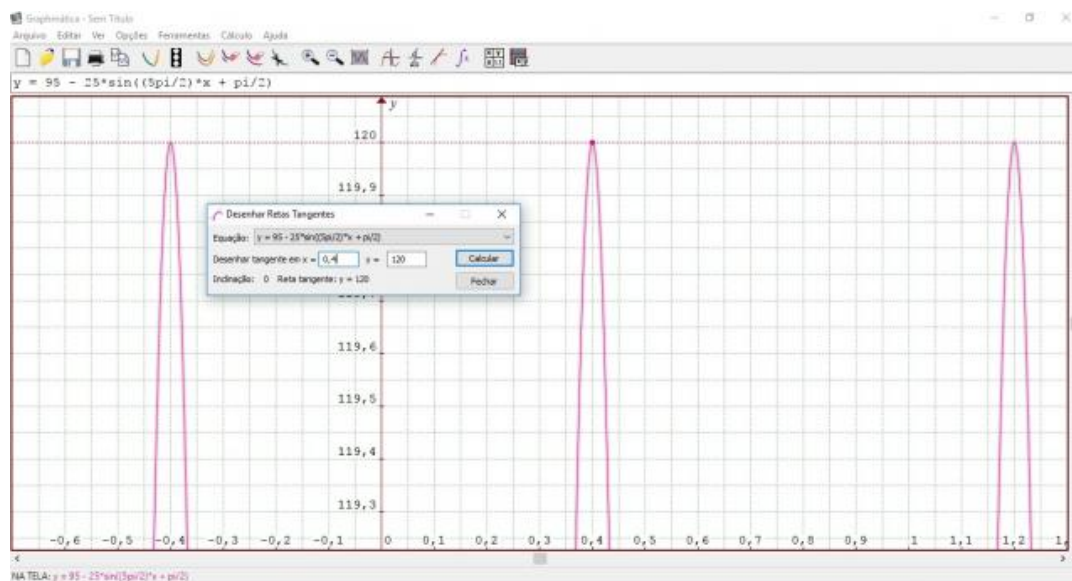 Graphmática - Sem Título
Arquivo Editar Ver Opções Ferramentas Cálculo Ajuda
y = 95 - 25*sin((5pi/2)*x + pi/2)
y
120
119,9
Desenhar Retas Tangentes
Equação: y = 95 - 25*sin((5pi/2)*x + pi/2)
Desenhar tangente em x = 0,4 y = 120 Calcular
Inclinação: 0 Reta tangente: y = 120 Fechar
119,6
119,5
119,4
119,3
-0,6 -0,5 -0,4 -0,3 -0,2 -0,1 0 0,1 0,2 0,3 0,4 0,5 0,6 0,7 0,8 0,9 1 1,1 1,2
NA TELA: y = 95 - 25*sin((5pi/2)*x + pi/2)